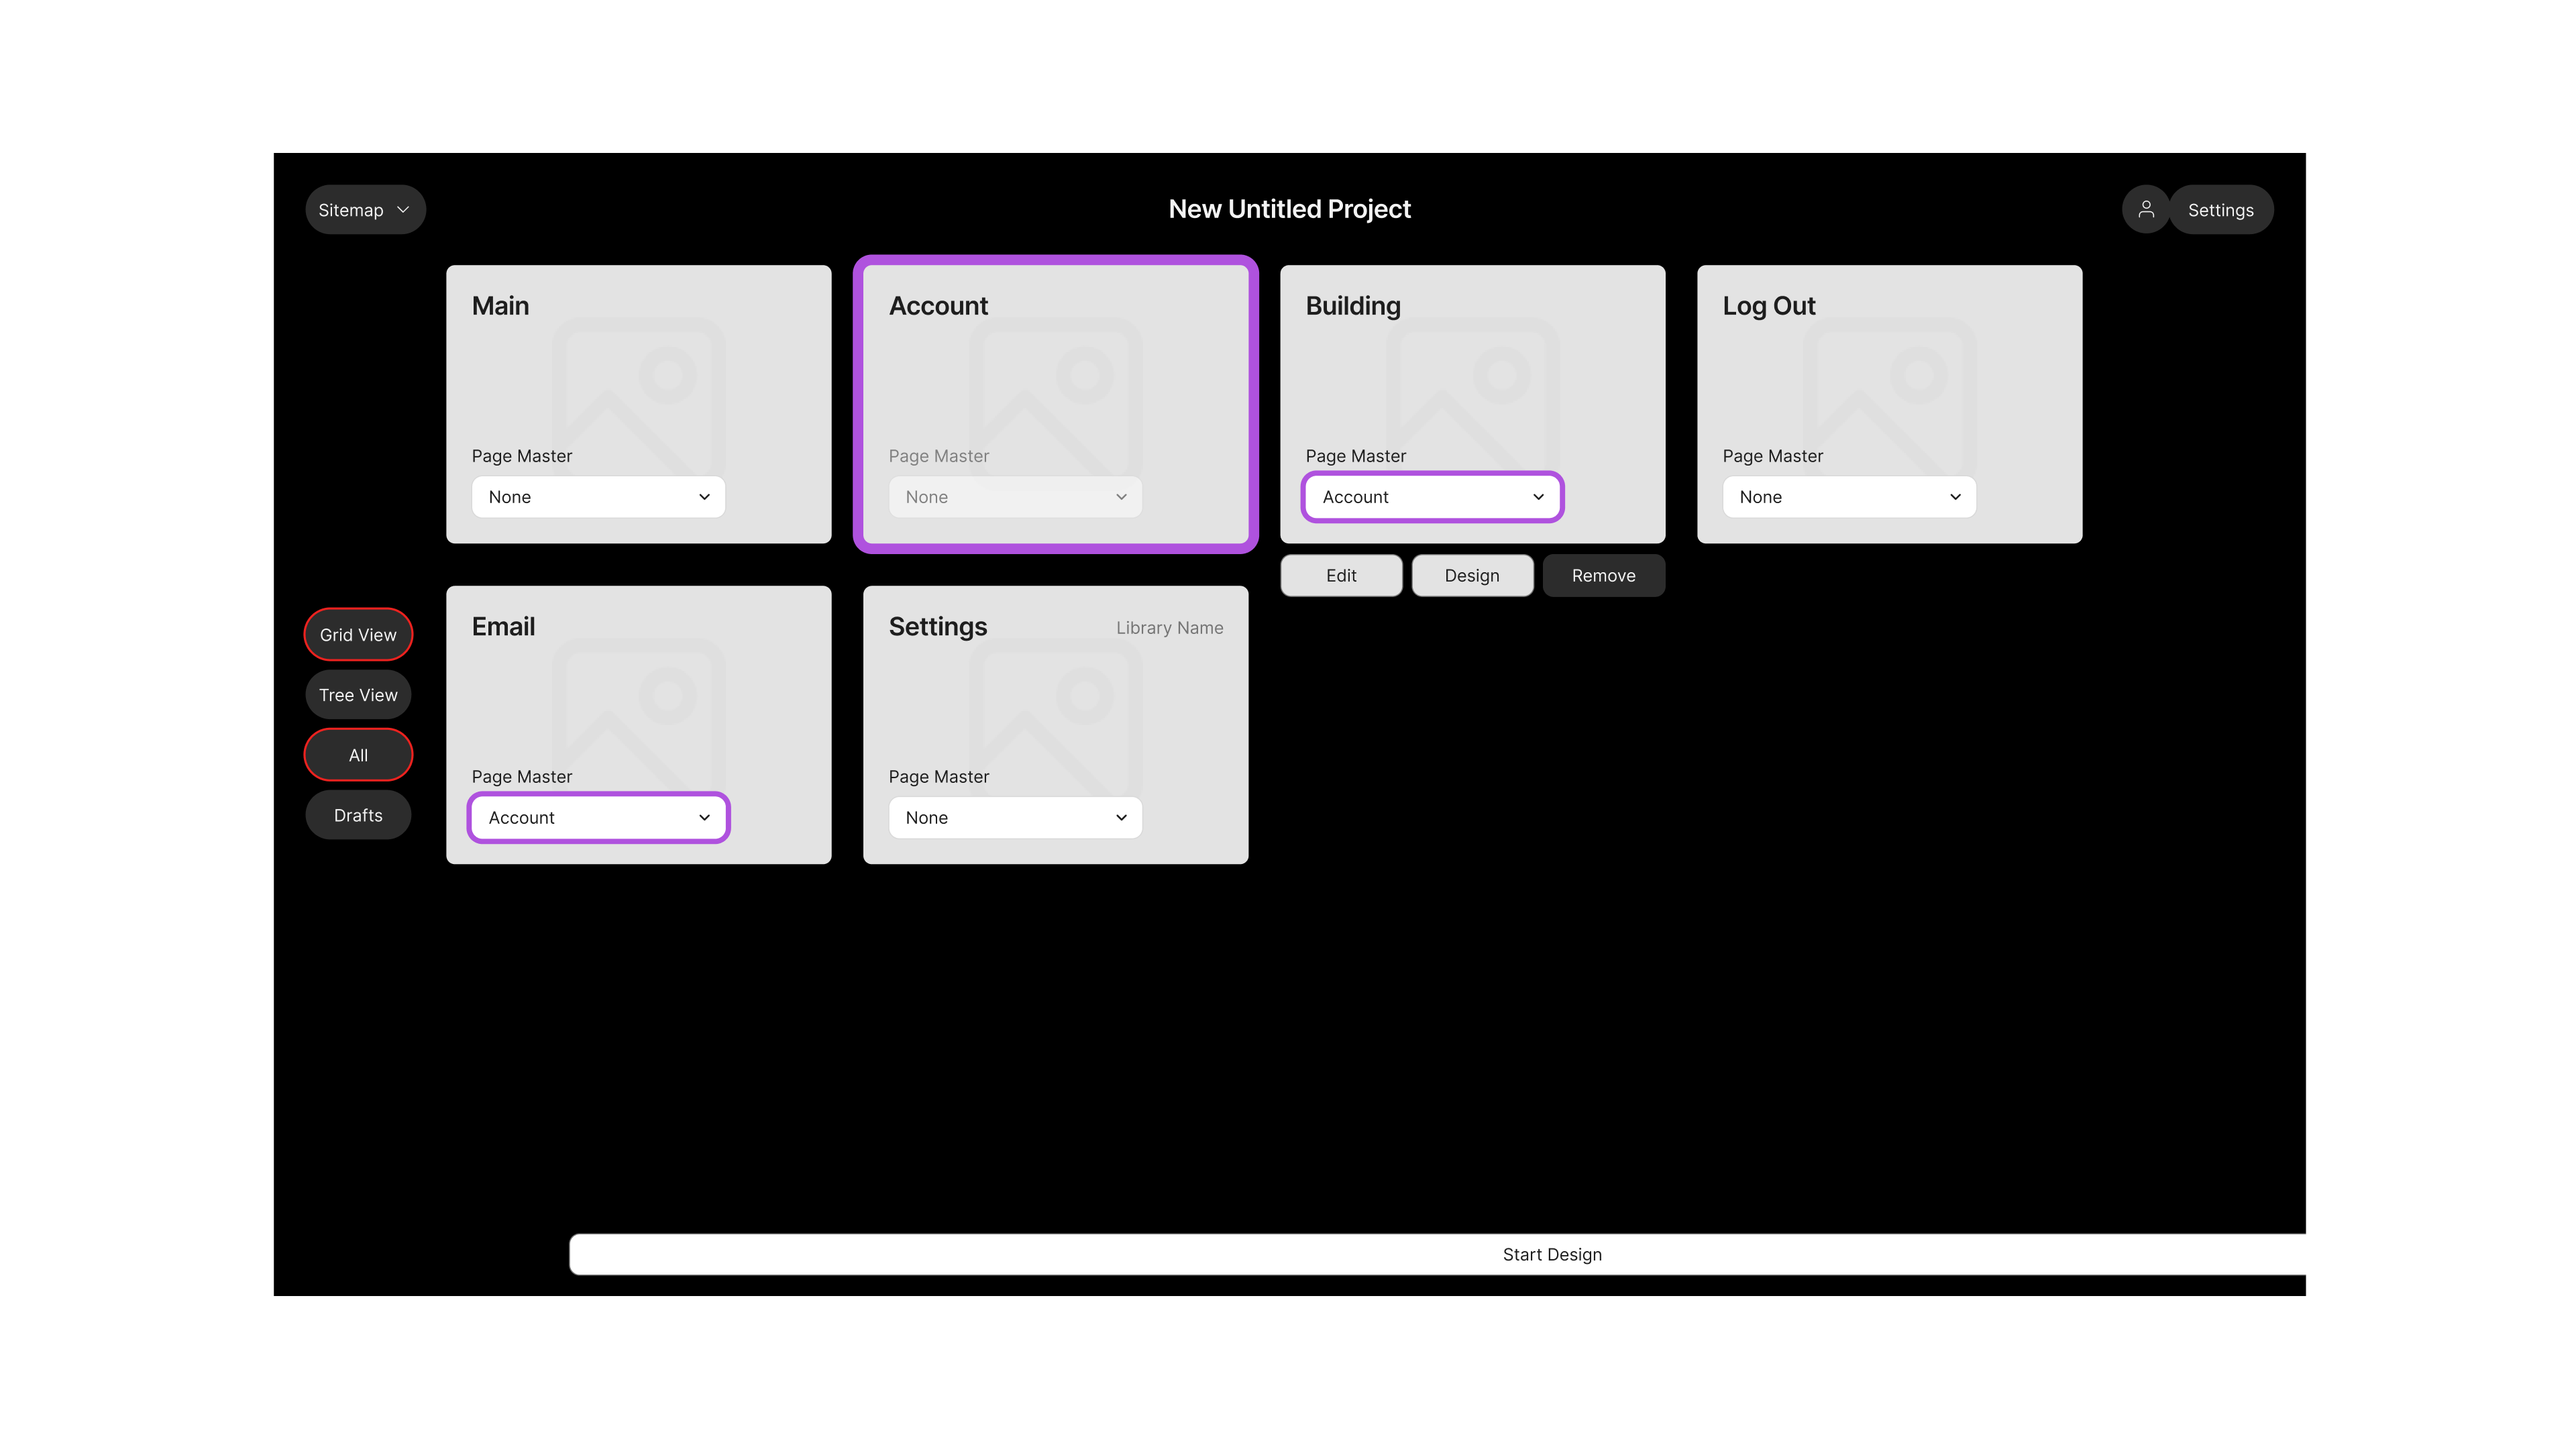 Sitemap
New Untitled Project
Settings
Main
Page Master
None
Account
Page Master
None
Building
Page Master
Account
Edit
Design
Remove
Log Out
Page Master
None
Grid View
Tree View
All
Drafts
Email
Page Master
Account
Settings
Library Name
Page Master
None
Start Design